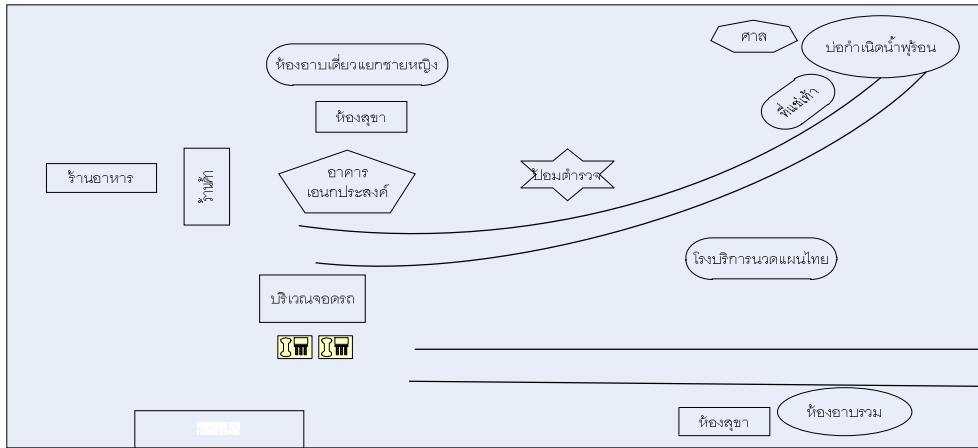 ศาล
บ่อกำเนิดน้ำพุร้อน
ห้องอาบเดี่ยวแยกชายหญิง
ที่แช่เท้า
ห้องสุขา
ร้านอาหาร
ร้านค้า
อาคาร
เอนกประสงค์
ป้อมตำรวจ
โรงบริการนวดแผนไทย
บริเวณจอดรถ
ห้องสุขา
ห้องอาบรวม